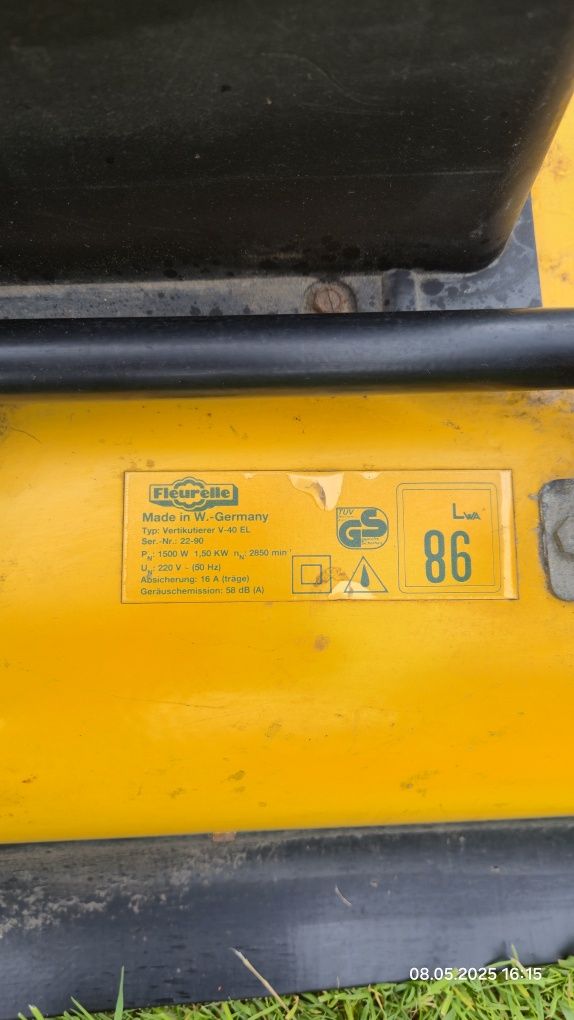 Fleurelle
Made in W.-Germany
Typ: Vertikutierer V-40 EL
Ser.-Nr.: 22-90
PN: 1500 W 1,50 KW nN: 2850 min⁻¹
UN: 220 V ~ (50 Hz)
Absicherung: 16 A (träge)
Geräuschemission: 58 dB (A)
TÜV
GS
LWA
86
08.05.2025 16:15